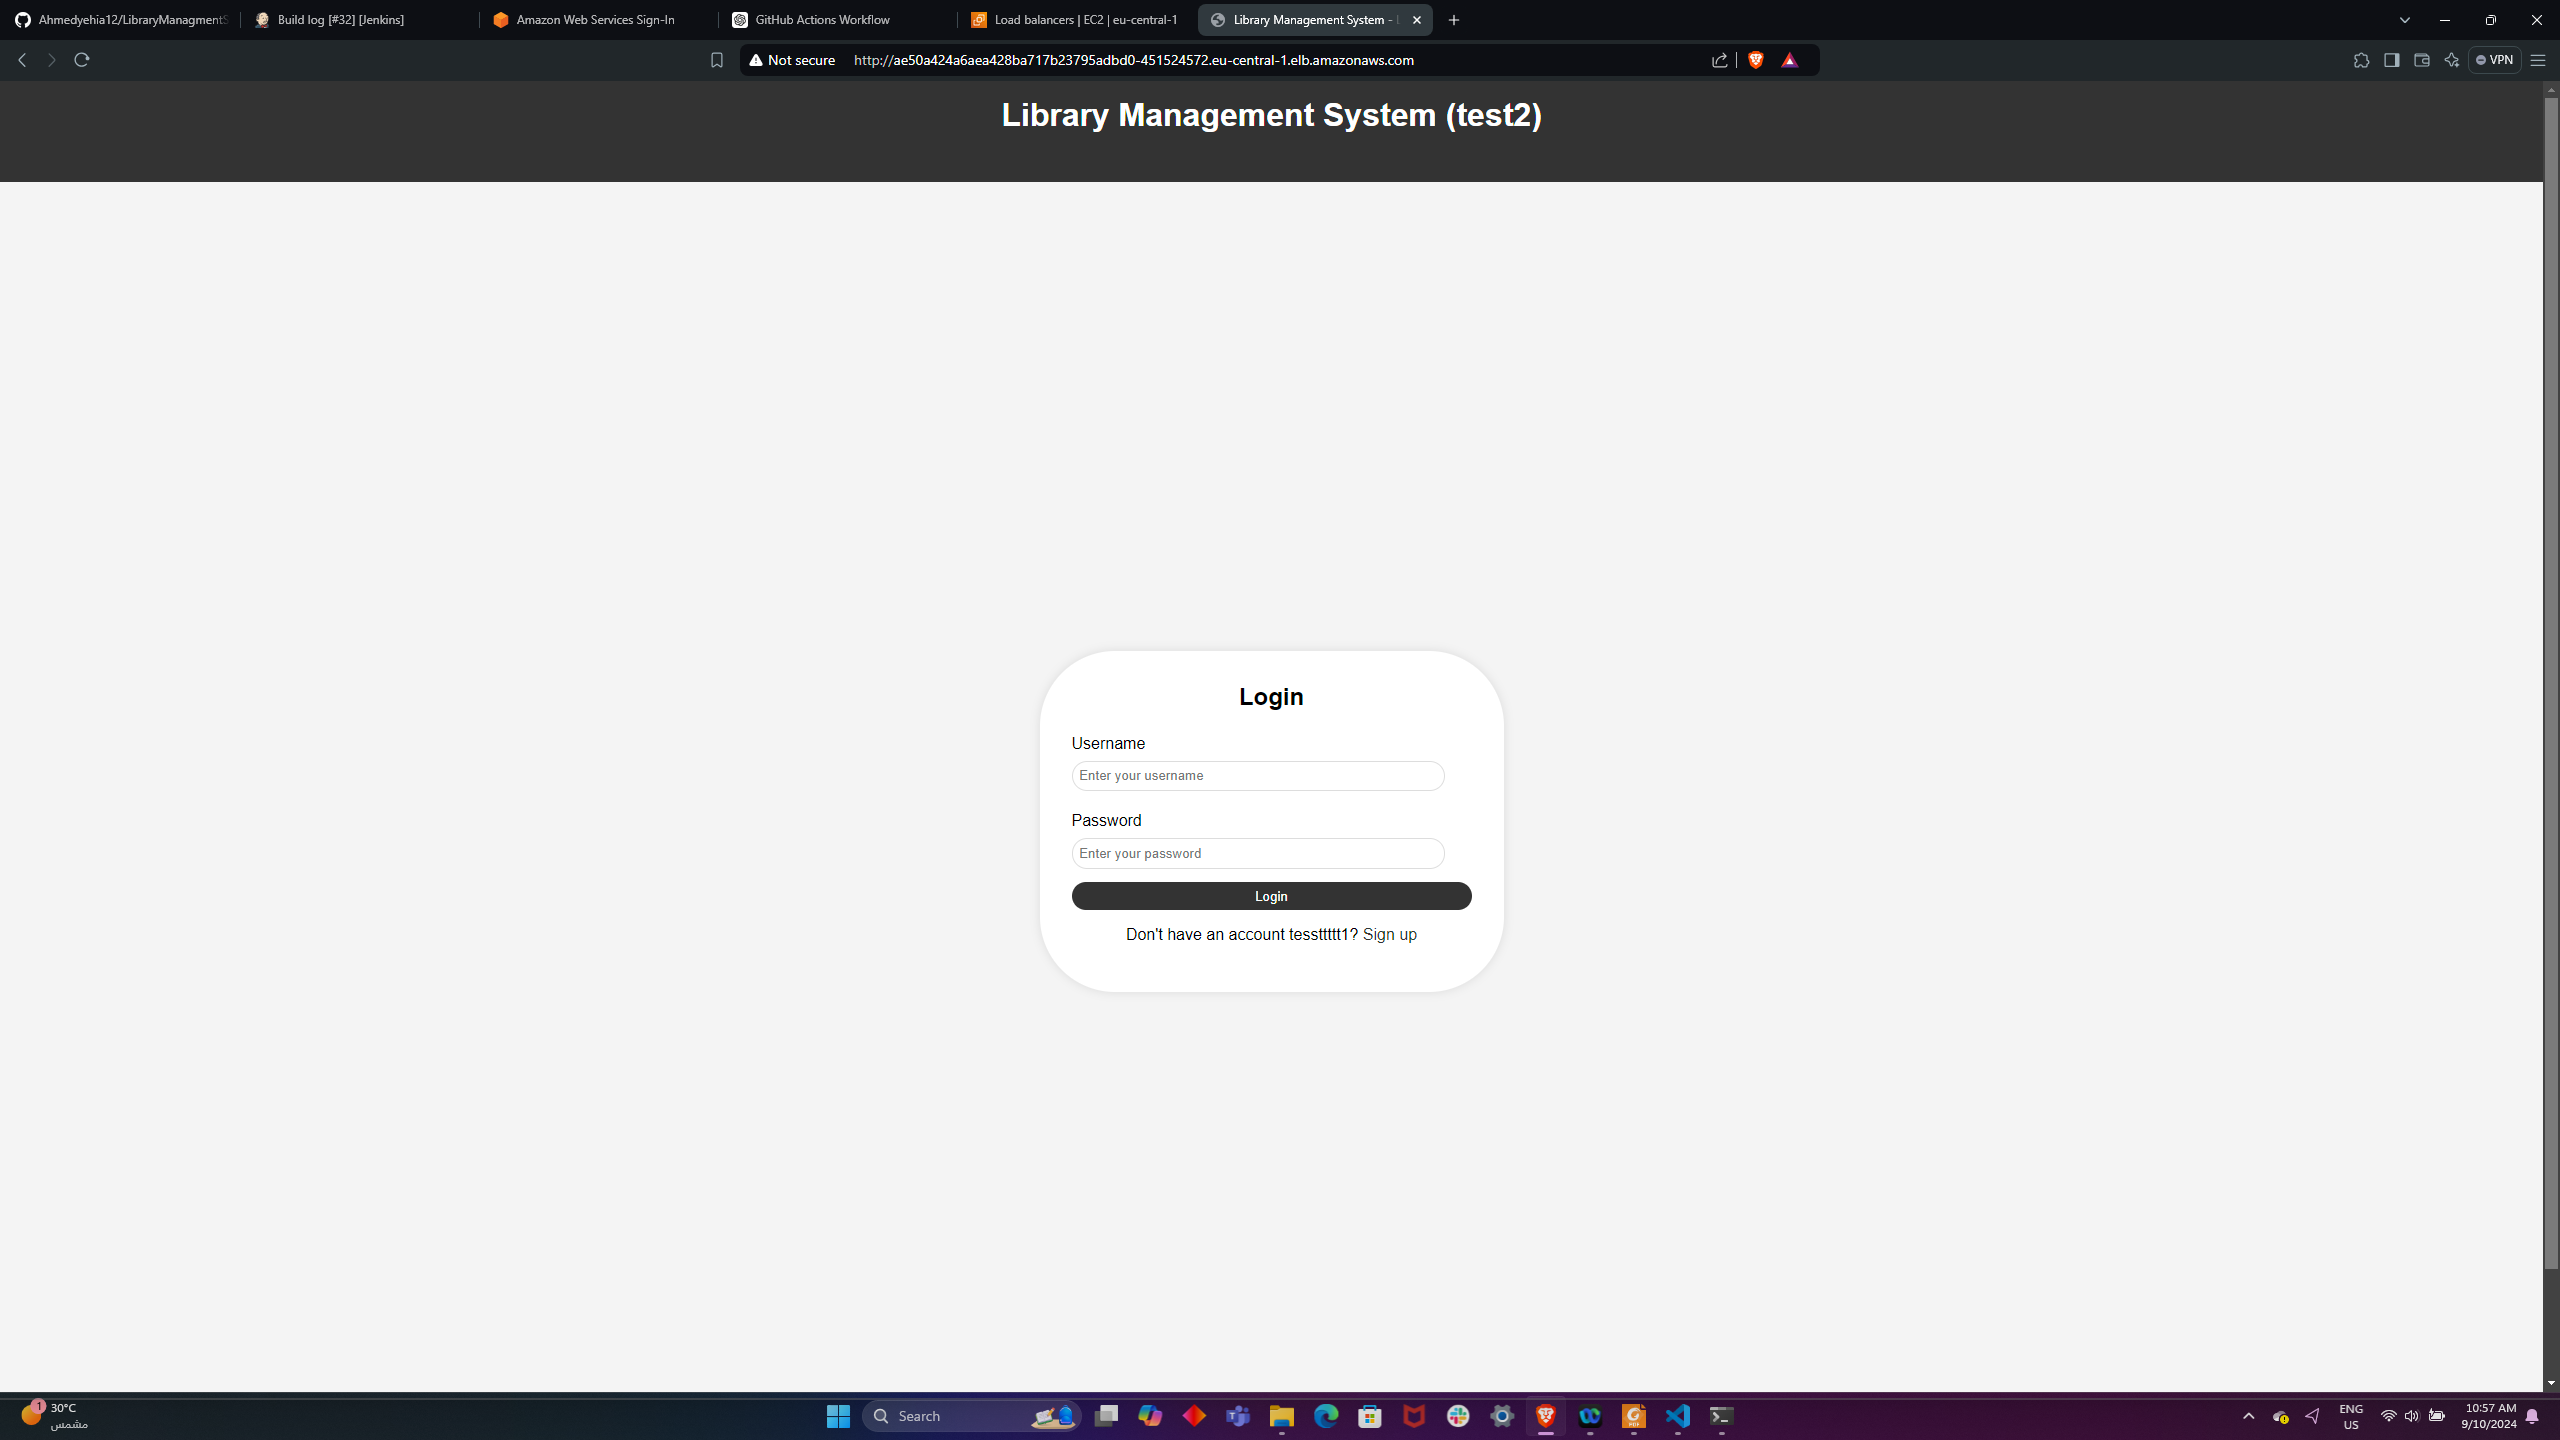 Ahmedyehia12/LibraryManagmentS
Build log [#32] [Jenkins]
Amazon Web Services Sign-In
GitHub Actions Workflow
Load balancers | EC2 | eu-central-1
Library Management System -
Not secure http://ae50a424a6aea428ba717b23795adbd0-451524572.eu-central-1.elb.amazonaws.com
VPN
Library Management System (test2)
Login
Username
Enter your username
Password
Enter your password
Login
Don't have an account tessttttt1? Sign up
1
30°C
مشمس
Search
ENG
US
10:57 AM
9/10/2024